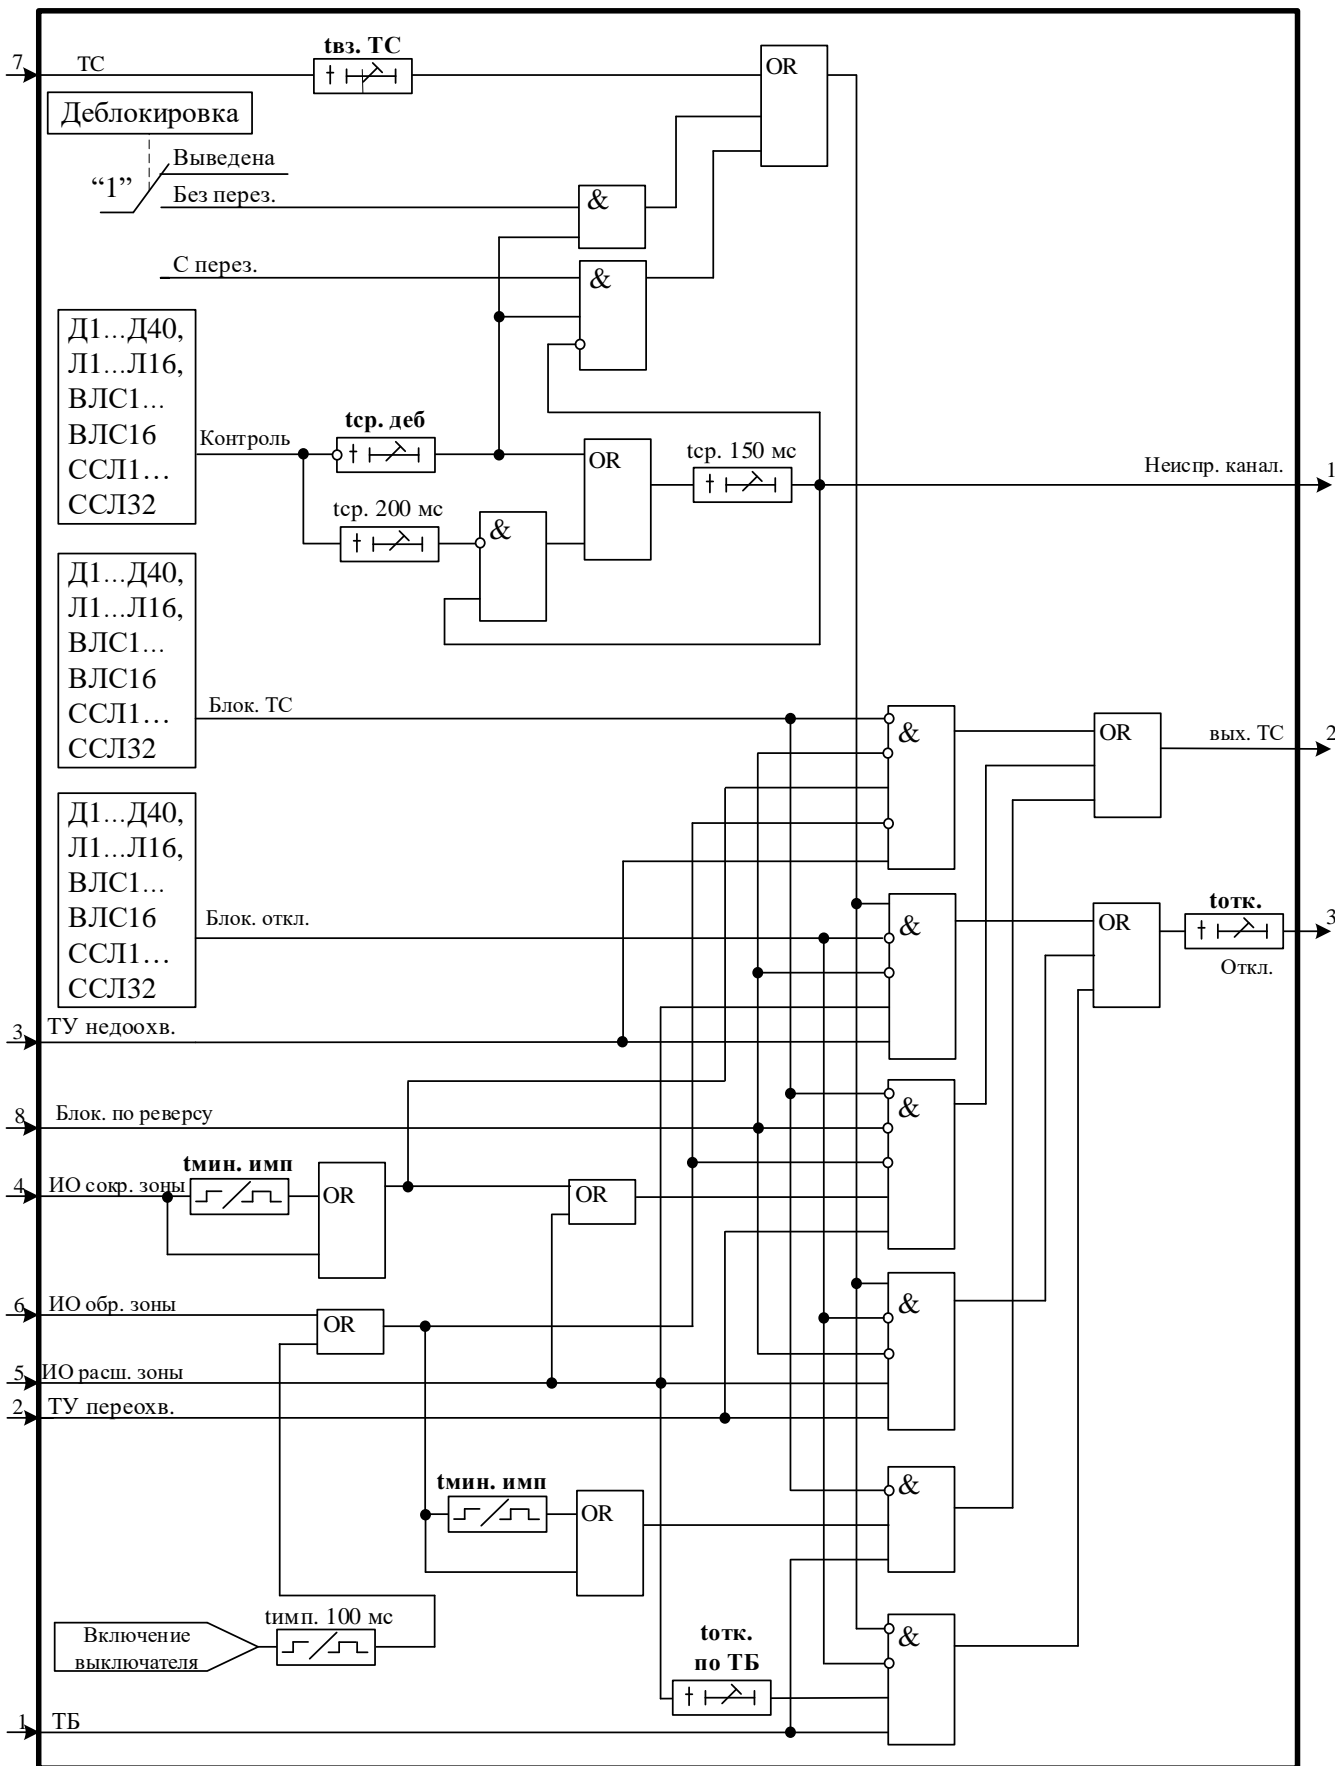 tвз. ТС
7
ТС
OR
Деблокировка
Выведена
“1”
Без перез.
&
С перез.
&
Д1...Д40,
Л1...Л16,
ВЛС1...
ВЛС16
ССЛ1...
ССЛ32
Контроль
tср. деб
OR
tср. 150 мс
Неиспр. канал.
1
tср. 200 мс
&
Д1...Д40,
Л1...Л16,
ВЛС1...
ВЛС16
ССЛ1...
ССЛ32
Блок. ТС
&
OR
вых. ТС
2
Д1...Д40,
Л1...Л16,
ВЛС1...
ВЛС16
ССЛ1...
ССЛ32
Блок. откл.
&
OR
tотк.
3
Откл.
3
ТУ недоохв.
8
Блок. по реверсу
&
tмин. имп
4
ИО сокр. зоны
OR
OR
6
ИО обр. зоны
OR
&
5
ИО расш. зоны
2
ТУ переохв.
tмин. имп
OR
&
tимп. 100 мс
Включение
выключателя
tотк.
по ТБ
&
1
ТБ